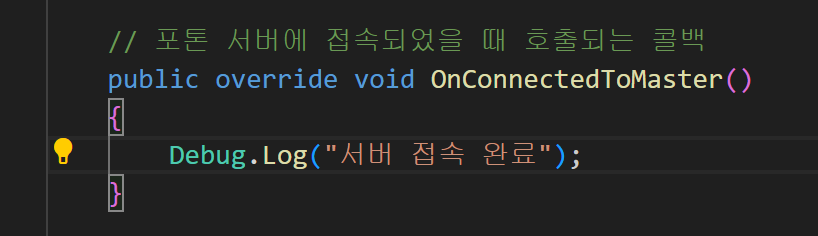 // 포톤 서버에 접속되었을 때 호출되는 콜백
public override void OnConnectedToMaster()
{
Debug.Log("서버 접속 완료");
}